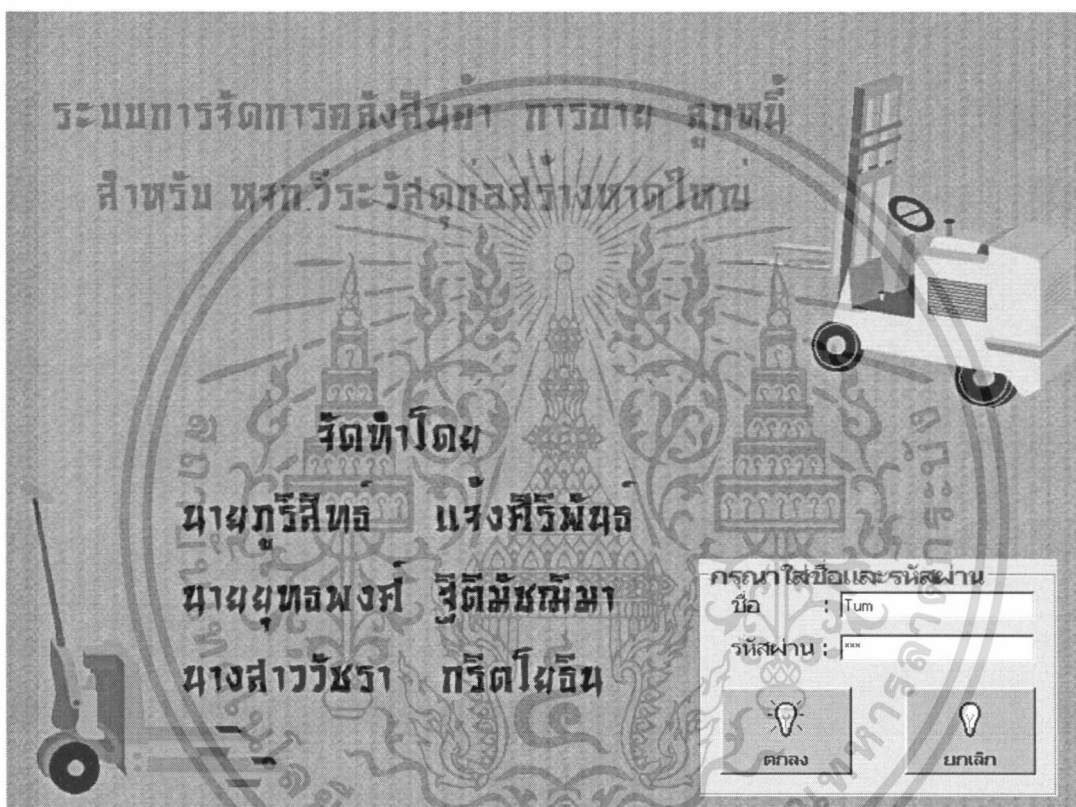 ระบบการจัดการคลังสินค้า การขาย ลูกหนี้
สำหรับ หจก.วีระวัสดุก่อสร้างหาดใหญ่
จัดทำโดย
นายภูริสิทธ์ แจ้งศิริพันธ์
นายยุทธพงศ์ ฐิติมัชฌิมา
นางสาววัชรา กรีตโยธิน
กรุณาใส่ชื่อและรหัสผ่าน
ชื่อ : Tum
รหัสผ่าน : ***
ตกลง ยกเลิก